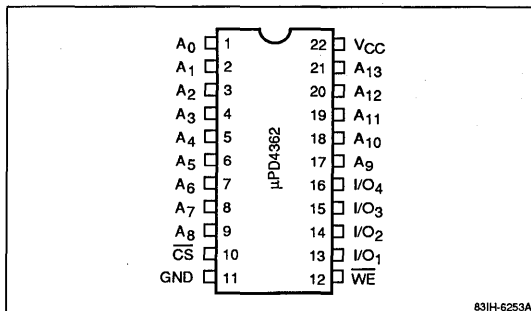 A0 1 22 VCC
A1 2 21 A13
A2 3 20 A12
A3 4 19 A11
A4 5 18 A10
A5 6 17 A9
A6 7 16 I/O4
A7 8 15 I/O3
A8 9 14 I/O2
C̅S̅ 10 13 I/O1
GND 11 12 W̅E̅
µPD4362
83IH-6253A